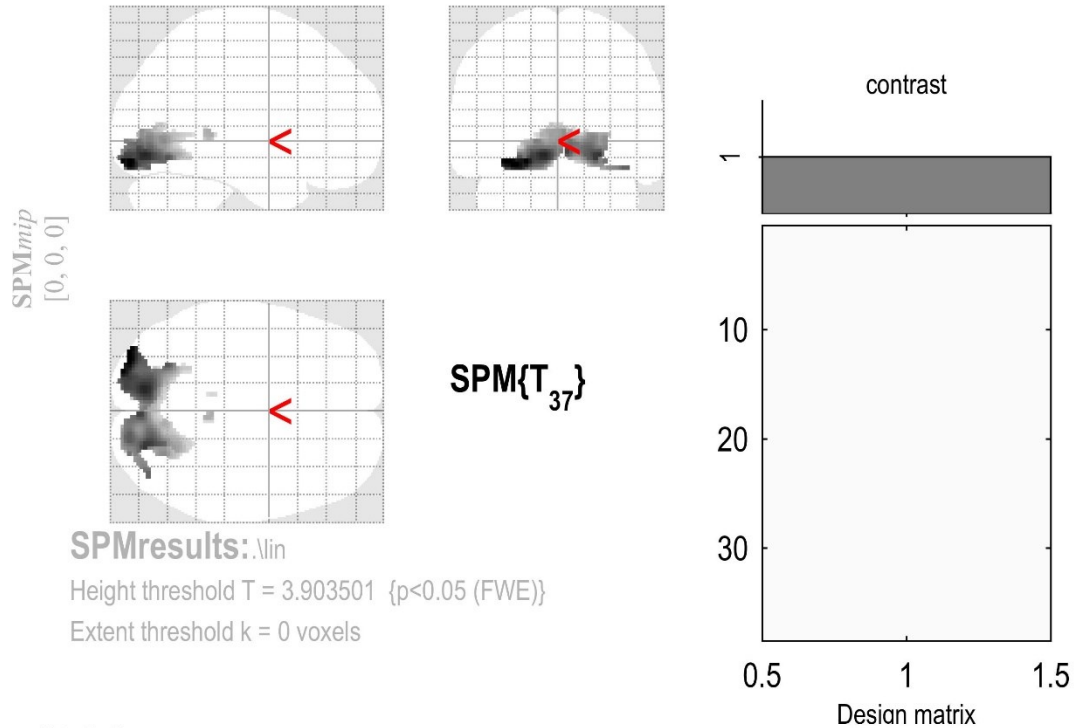 SPMmip
[0, 0, 0]
<
<
<
SPM{T37}
SPMresults:.\lin
Height threshold T = 3.903501 {p<0.05 (FWE)}
Extent threshold k = 0 voxels
contrast
1
10
20
30
0.5 1 1.5
Design matrix